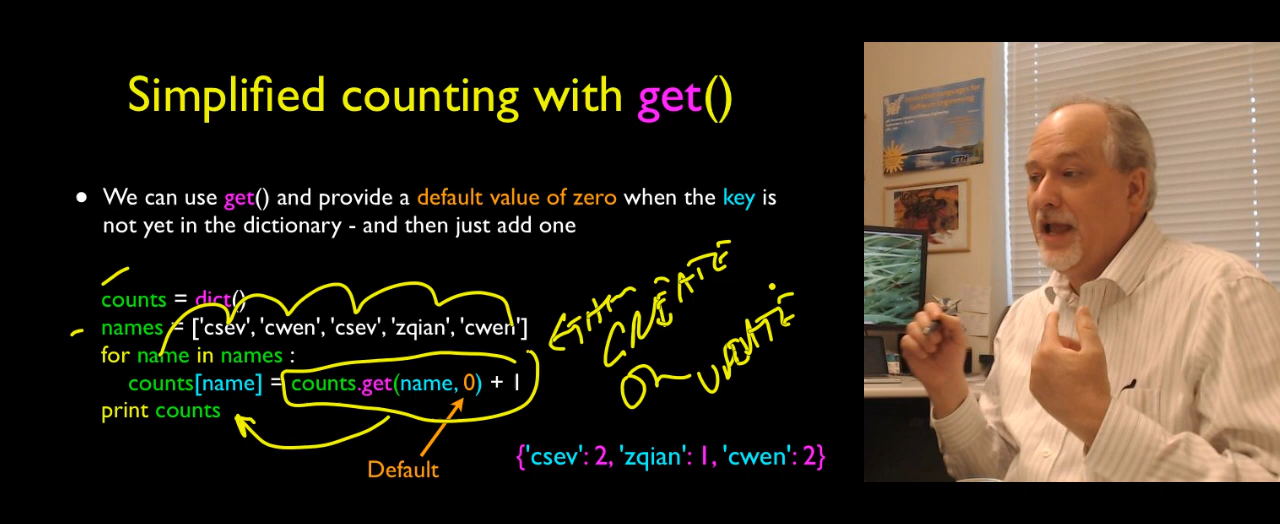 Simplified counting with get()
● We can use get() and provide a default value of zero when the key is
not yet in the dictionary - and then just add one
counts = dict()
names = ['csev', 'cwen', 'csev', 'zqian', 'cwen']
for name in names :
counts[name] = counts.get(name, 0) + 1
print counts
Default
{'csev': 2, 'zqian': 1, 'cwen': 2}
CREATE
OR UPDATE
ETH